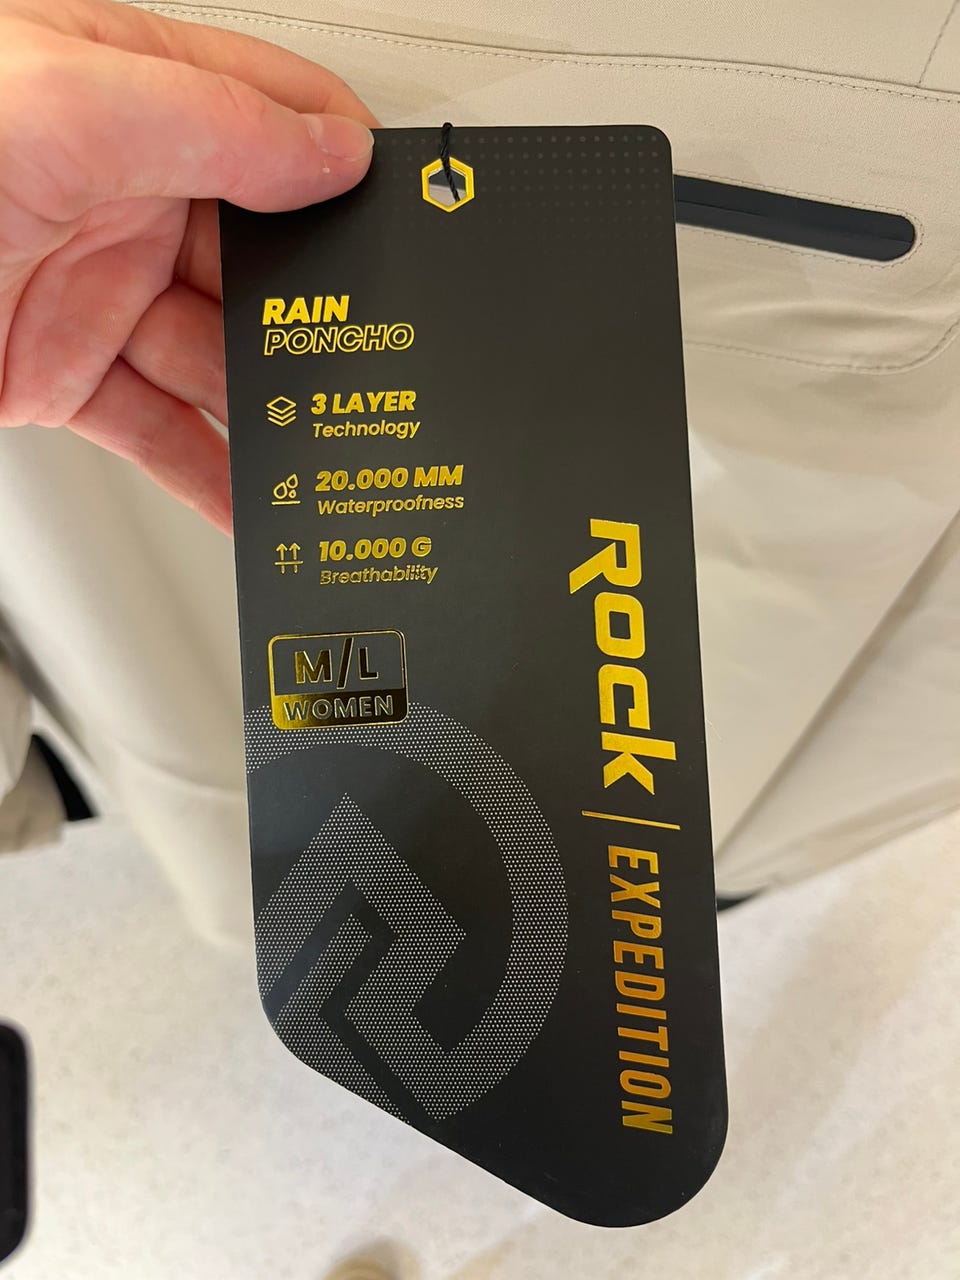 RAIN
PONCHO
3 LAYER
Technology
20.000 MM
Waterproofness
10.000 G
Breathability
M/L
WOMEN
ROCK | EXPEDITION